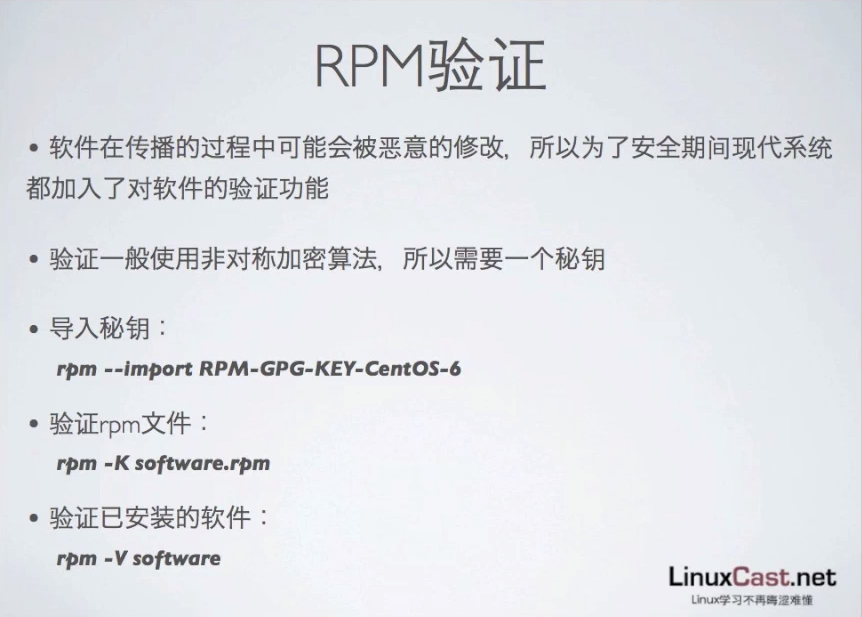 RPM验证
• 软件在传播的过程中可能会被恶意的修改，所以为了安全期间现代系统
都加入了对软件的验证功能
• 验证一般使用非对称加密算法，所以需要一个秘钥
• 导入秘钥：
rpm --import RPM-GPG-KEY-CentOS-6
• 验证rpm文件：
rpm -K software.rpm
• 验证已安装的软件：
rpm -V software
LinuxCast.net
Linux学习不再晦涩难懂